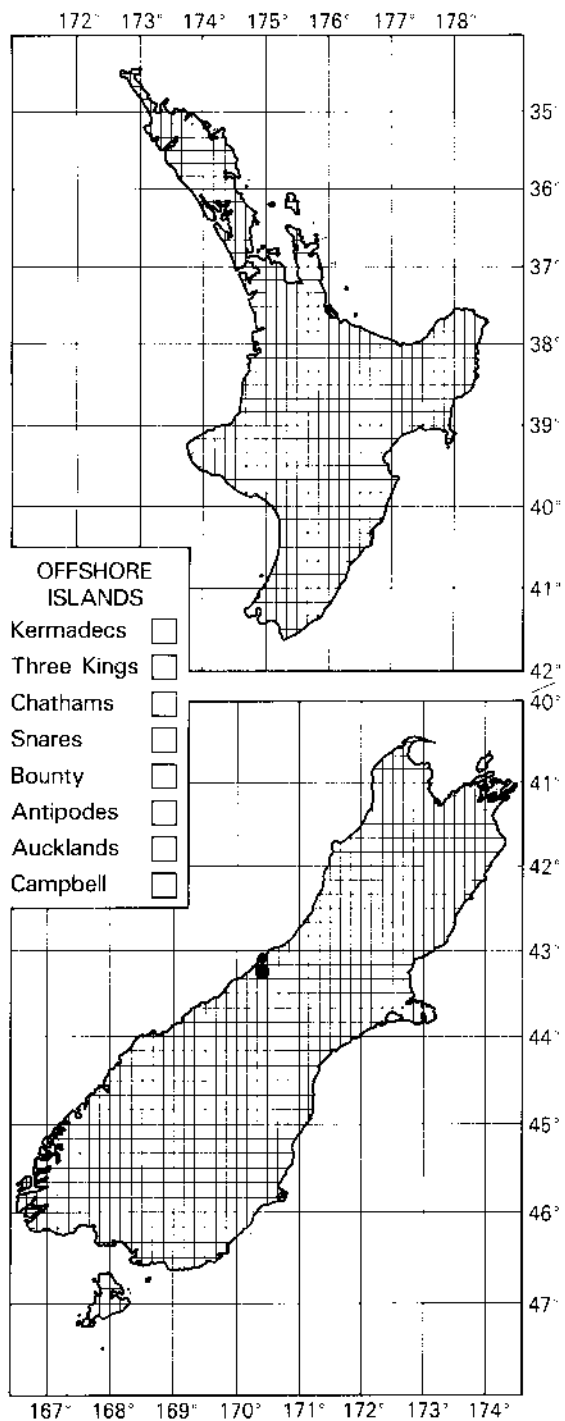 172° 173° 174° 175° 176° 177° 178°
35°
36°
37°
38°
39°
40°
41°
42°
OFFSHORE
ISLANDS
Kermadecs
Three Kings
Chathams
Snares
Bounty
Antipodes
Aucklands
Campbell
40°
41°
42°
43°
44°
45°
46°
47°
167° 168° 169° 170° 171° 172° 173° 174°